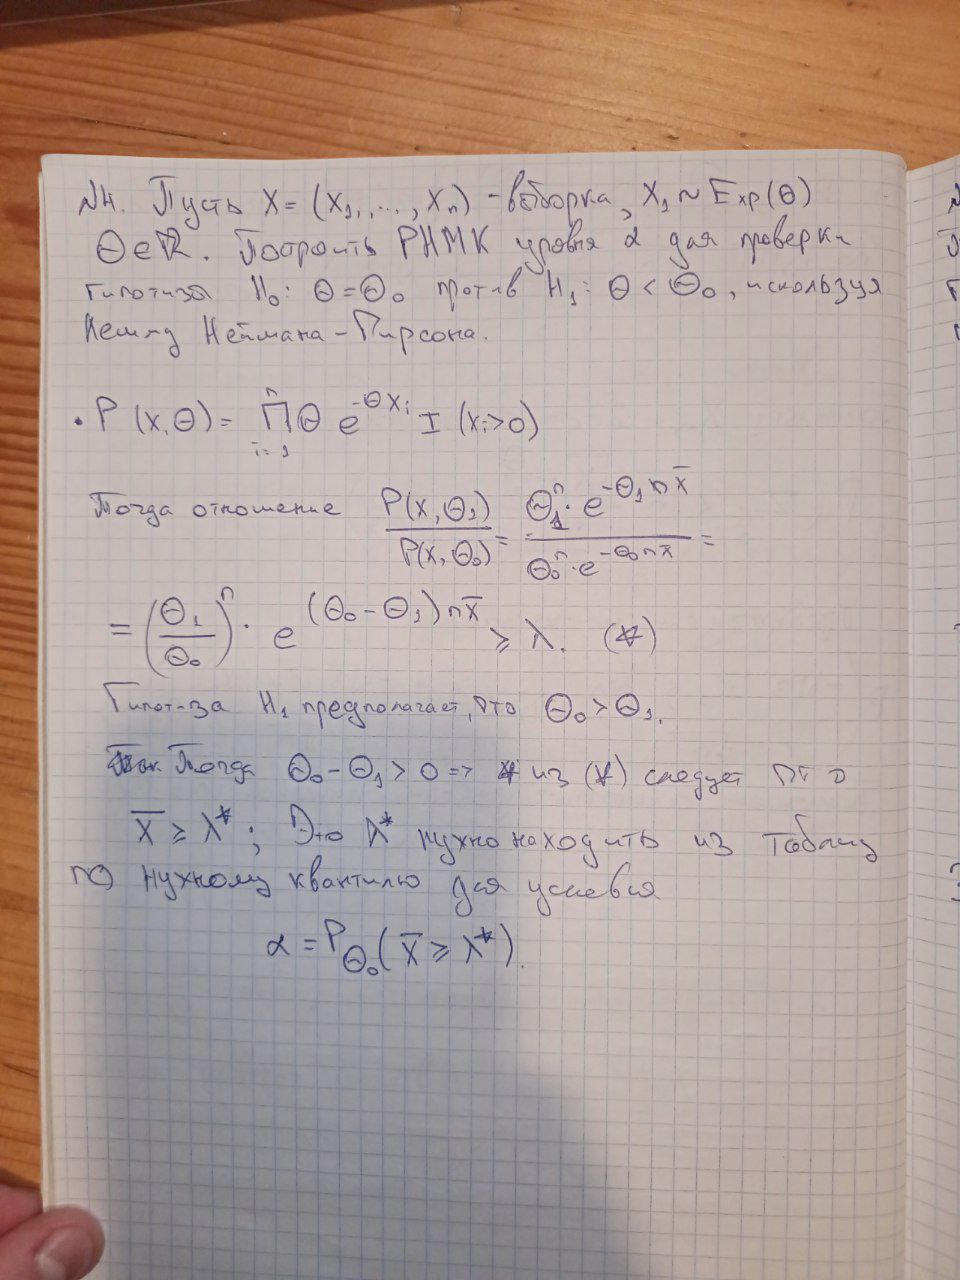 №4. Пусть X = (X₁, ..., Xₙ) - выборка, X₁ ~ Exp(θ)
θ ∈ ℝ. Построить РНМК уровня α для проверки
гипотизы H₀: θ = θ₀ против H₁: θ < θ₀, используя
Лемму Неймана-Пирсона.
• P(X, θ) = ∏ᵢ₌₁ⁿ θ e^(-θXᵢ) I(Xᵢ>0)
Тогда отношение P(X, θ₁)/P(X, θ₀) = (θ₁ⁿ · e^(-θ₁nX̄))/(θ₀ⁿ · e^(-θ₀nX̄)) =
= (θ₁/θ₀)ⁿ · e^((θ₀-θ₁)nX̄) ⩾ λ. (*)
Гипот-за H₁ предполагает, что θ₀ > θ₁.
Тогда θ₀-θ₁ > 0 => из (*) следует что
X̄ ⩾ λ*; Это λ* нужно находить из таблиц
по нужному квантилю для условия
α = P_θ₀(X̄ ⩾ λ*).